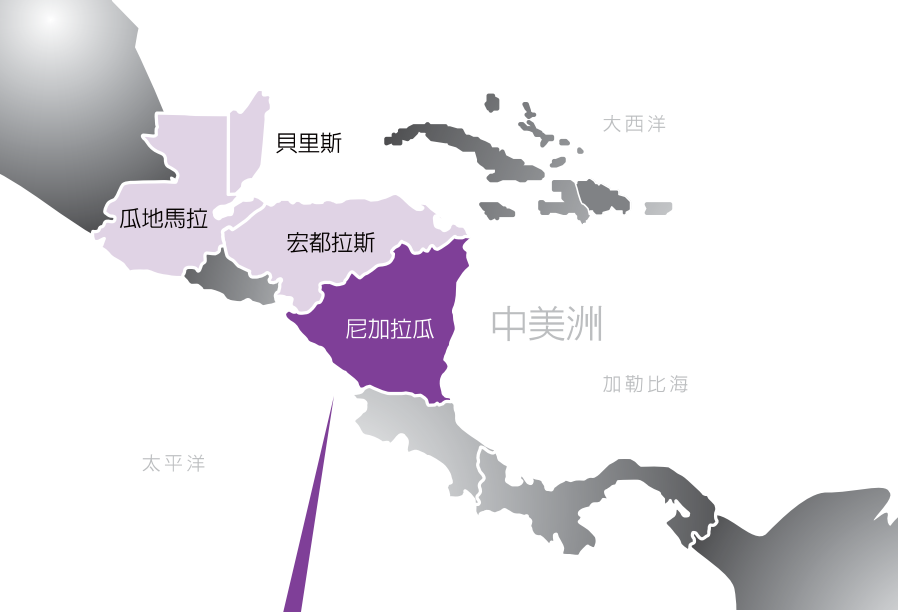 大西洋
貝里斯
瓜地馬拉
宏都拉斯
尼加拉瓜
中美洲
加勒比海
太平洋